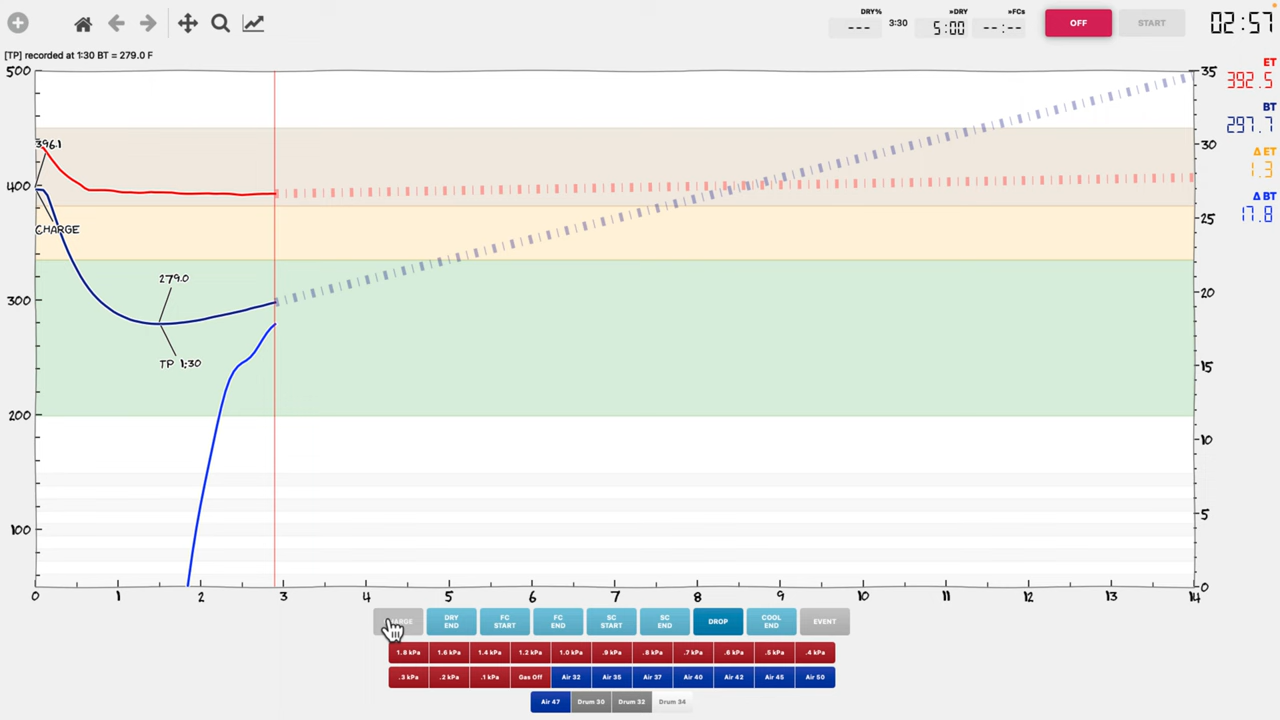 DRY% »DRY »FCs
--- 3:30 5:00 --:-- OFF START 02:57
[TP] recorded at 1:30 BT = 279.0 F
ET
392.5
BT
297.7
Δ ET
1.3
Δ BT
17.8
500
400
300
200
100
35
30
25
20
15
10
5
0
396.1
CHARGE
279.0
TP 1:30
0 1 2 3 4 5 6 7 8 9 10 11 12 13 14
DRY END
FC START
FC END
SC START
SC END
DROP
COOL END
EVENT
1.8 kPa 1.6 kPa 1.4 kPa 1.2 kPa 1.0 kPa .9 kPa .8 kPa .7 kPa .6 kPa .5 kPa .4 kPa
.3 kPa .2 kPa .1 kPa Gas Off Air 32 Air 35 Air 37 Air 40 Air 42 Air 45 Air 50
Air 47 Drum 30 Drum 32 Drum 34